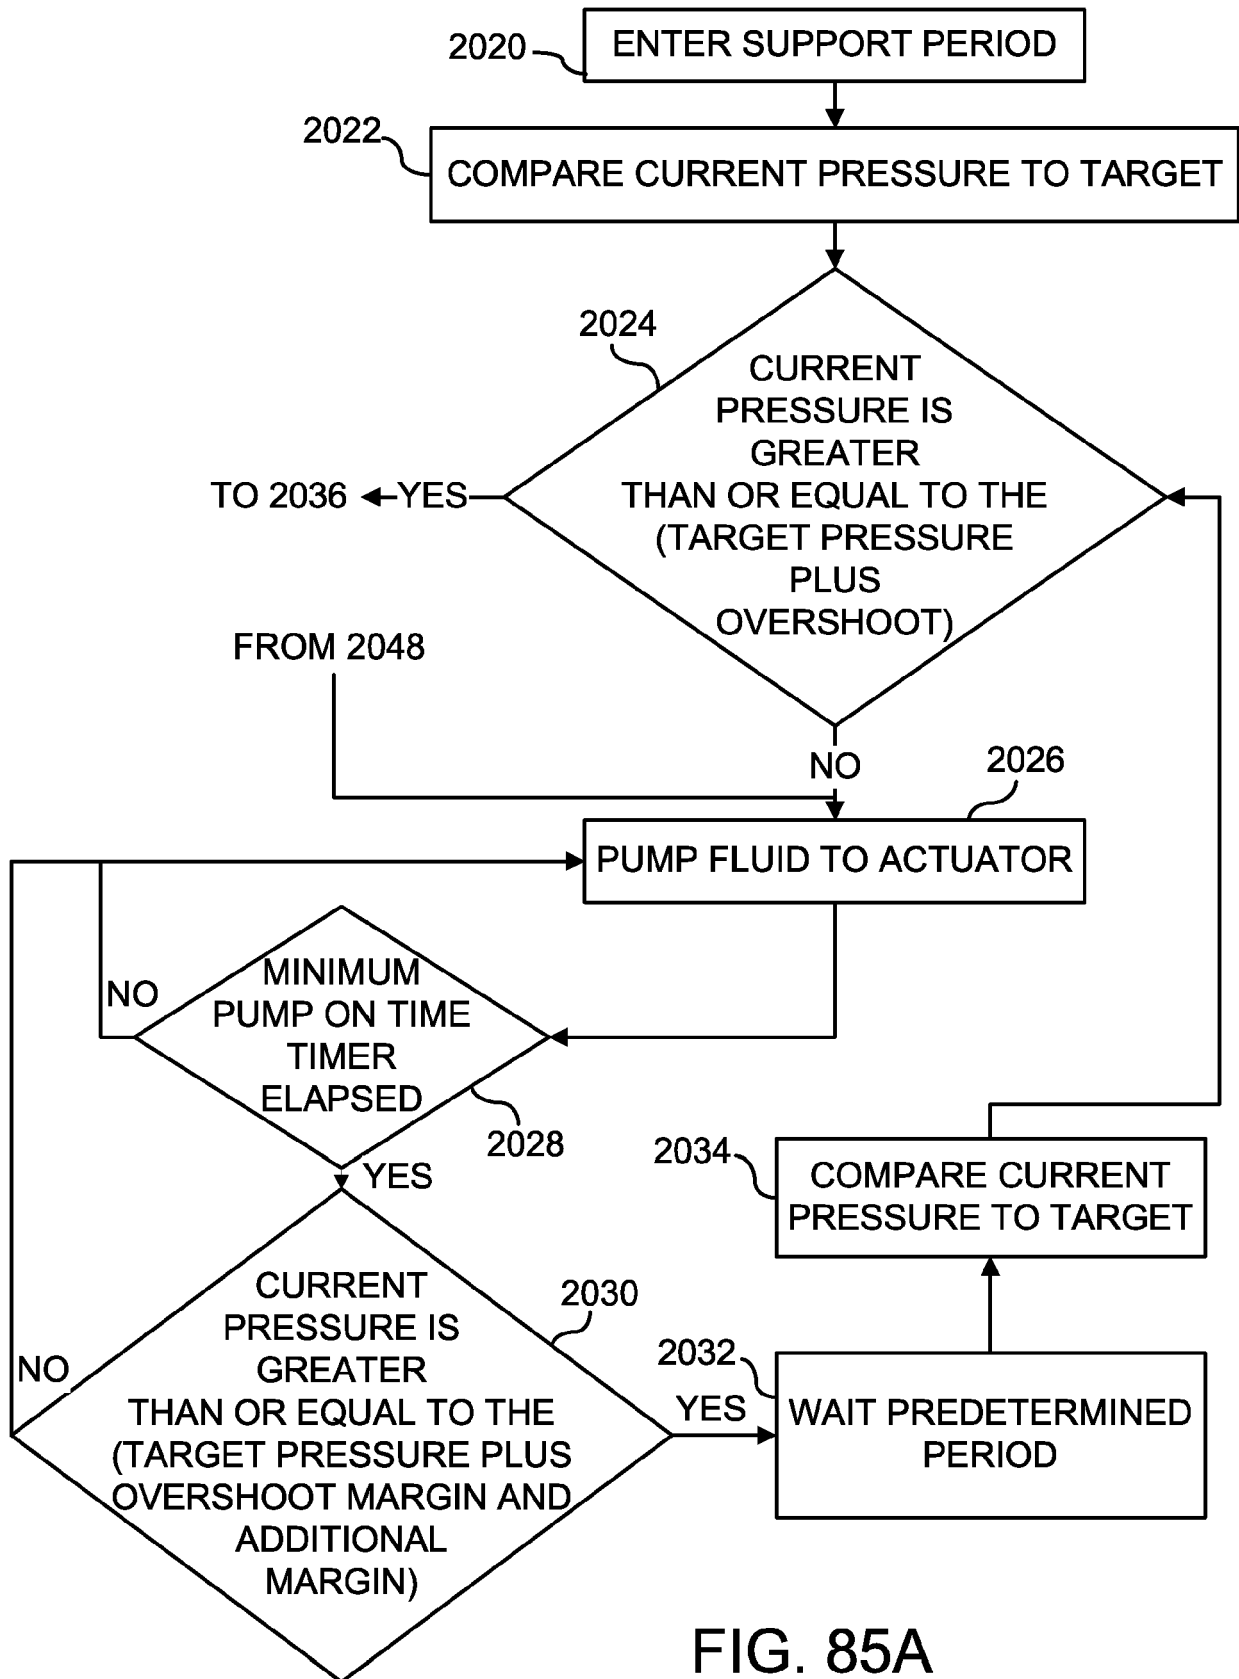 2020
ENTER SUPPORT PERIOD
2022
COMPARE CURRENT PRESSURE TO TARGET
2024
CURRENT
PRESSURE IS
GREATER
THAN OR EQUAL TO THE
(TARGET PRESSURE
PLUS
OVERSHOOT)
TO 2036
YES
FROM 2048
NO
2026
PUMP FLUID TO ACTUATOR
NO
MINIMUM
PUMP ON TIME
TIMER
ELAPSED
2028
YES
2034
COMPARE CURRENT
PRESSURE TO TARGET
NO
CURRENT
PRESSURE IS
GREATER
THAN OR EQUAL TO THE
(TARGET PRESSURE PLUS
OVERSHOOT MARGIN AND
ADDITIONAL
MARGIN)
2030
YES
2032
WAIT PREDETERMINED
PERIOD
FIG. 85A